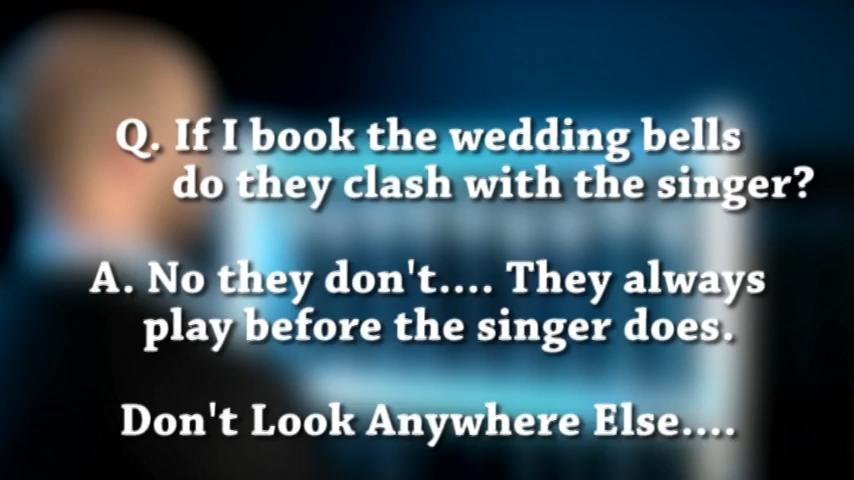 Q. If I book the wedding bells
do they clash with the singer?
A. No they don't.... They always
play before the singer does.
Don't Look Anywhere Else....